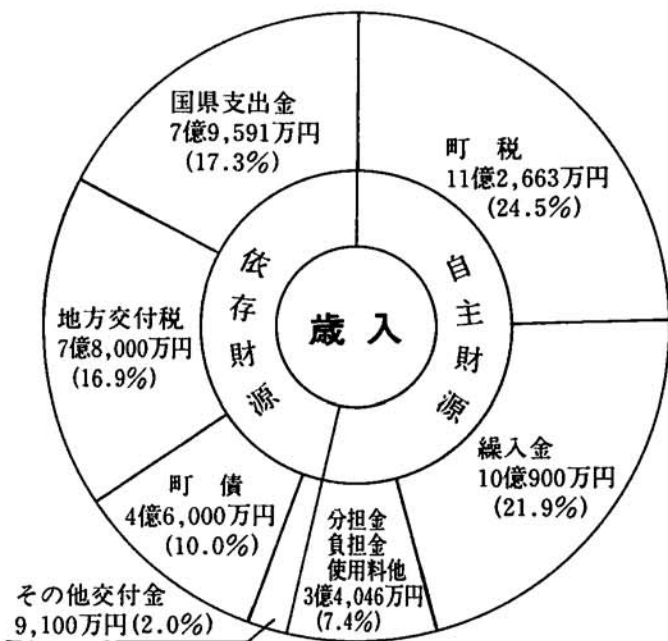 歳入
自主財源
依存財源
町税
11億2,663万円
(24.5%)
繰入金
10億900万円
(21.9%)
分担金
負担金
使用料他
3億4,046万円
(7.4%)
その他交付金
9,100万円(2.0%)
町債
4億6,000万円
(10.0%)
地方交付税
7億8,000万円
(16.9%)
国県支出金
7億9,591万円
(17.3%)